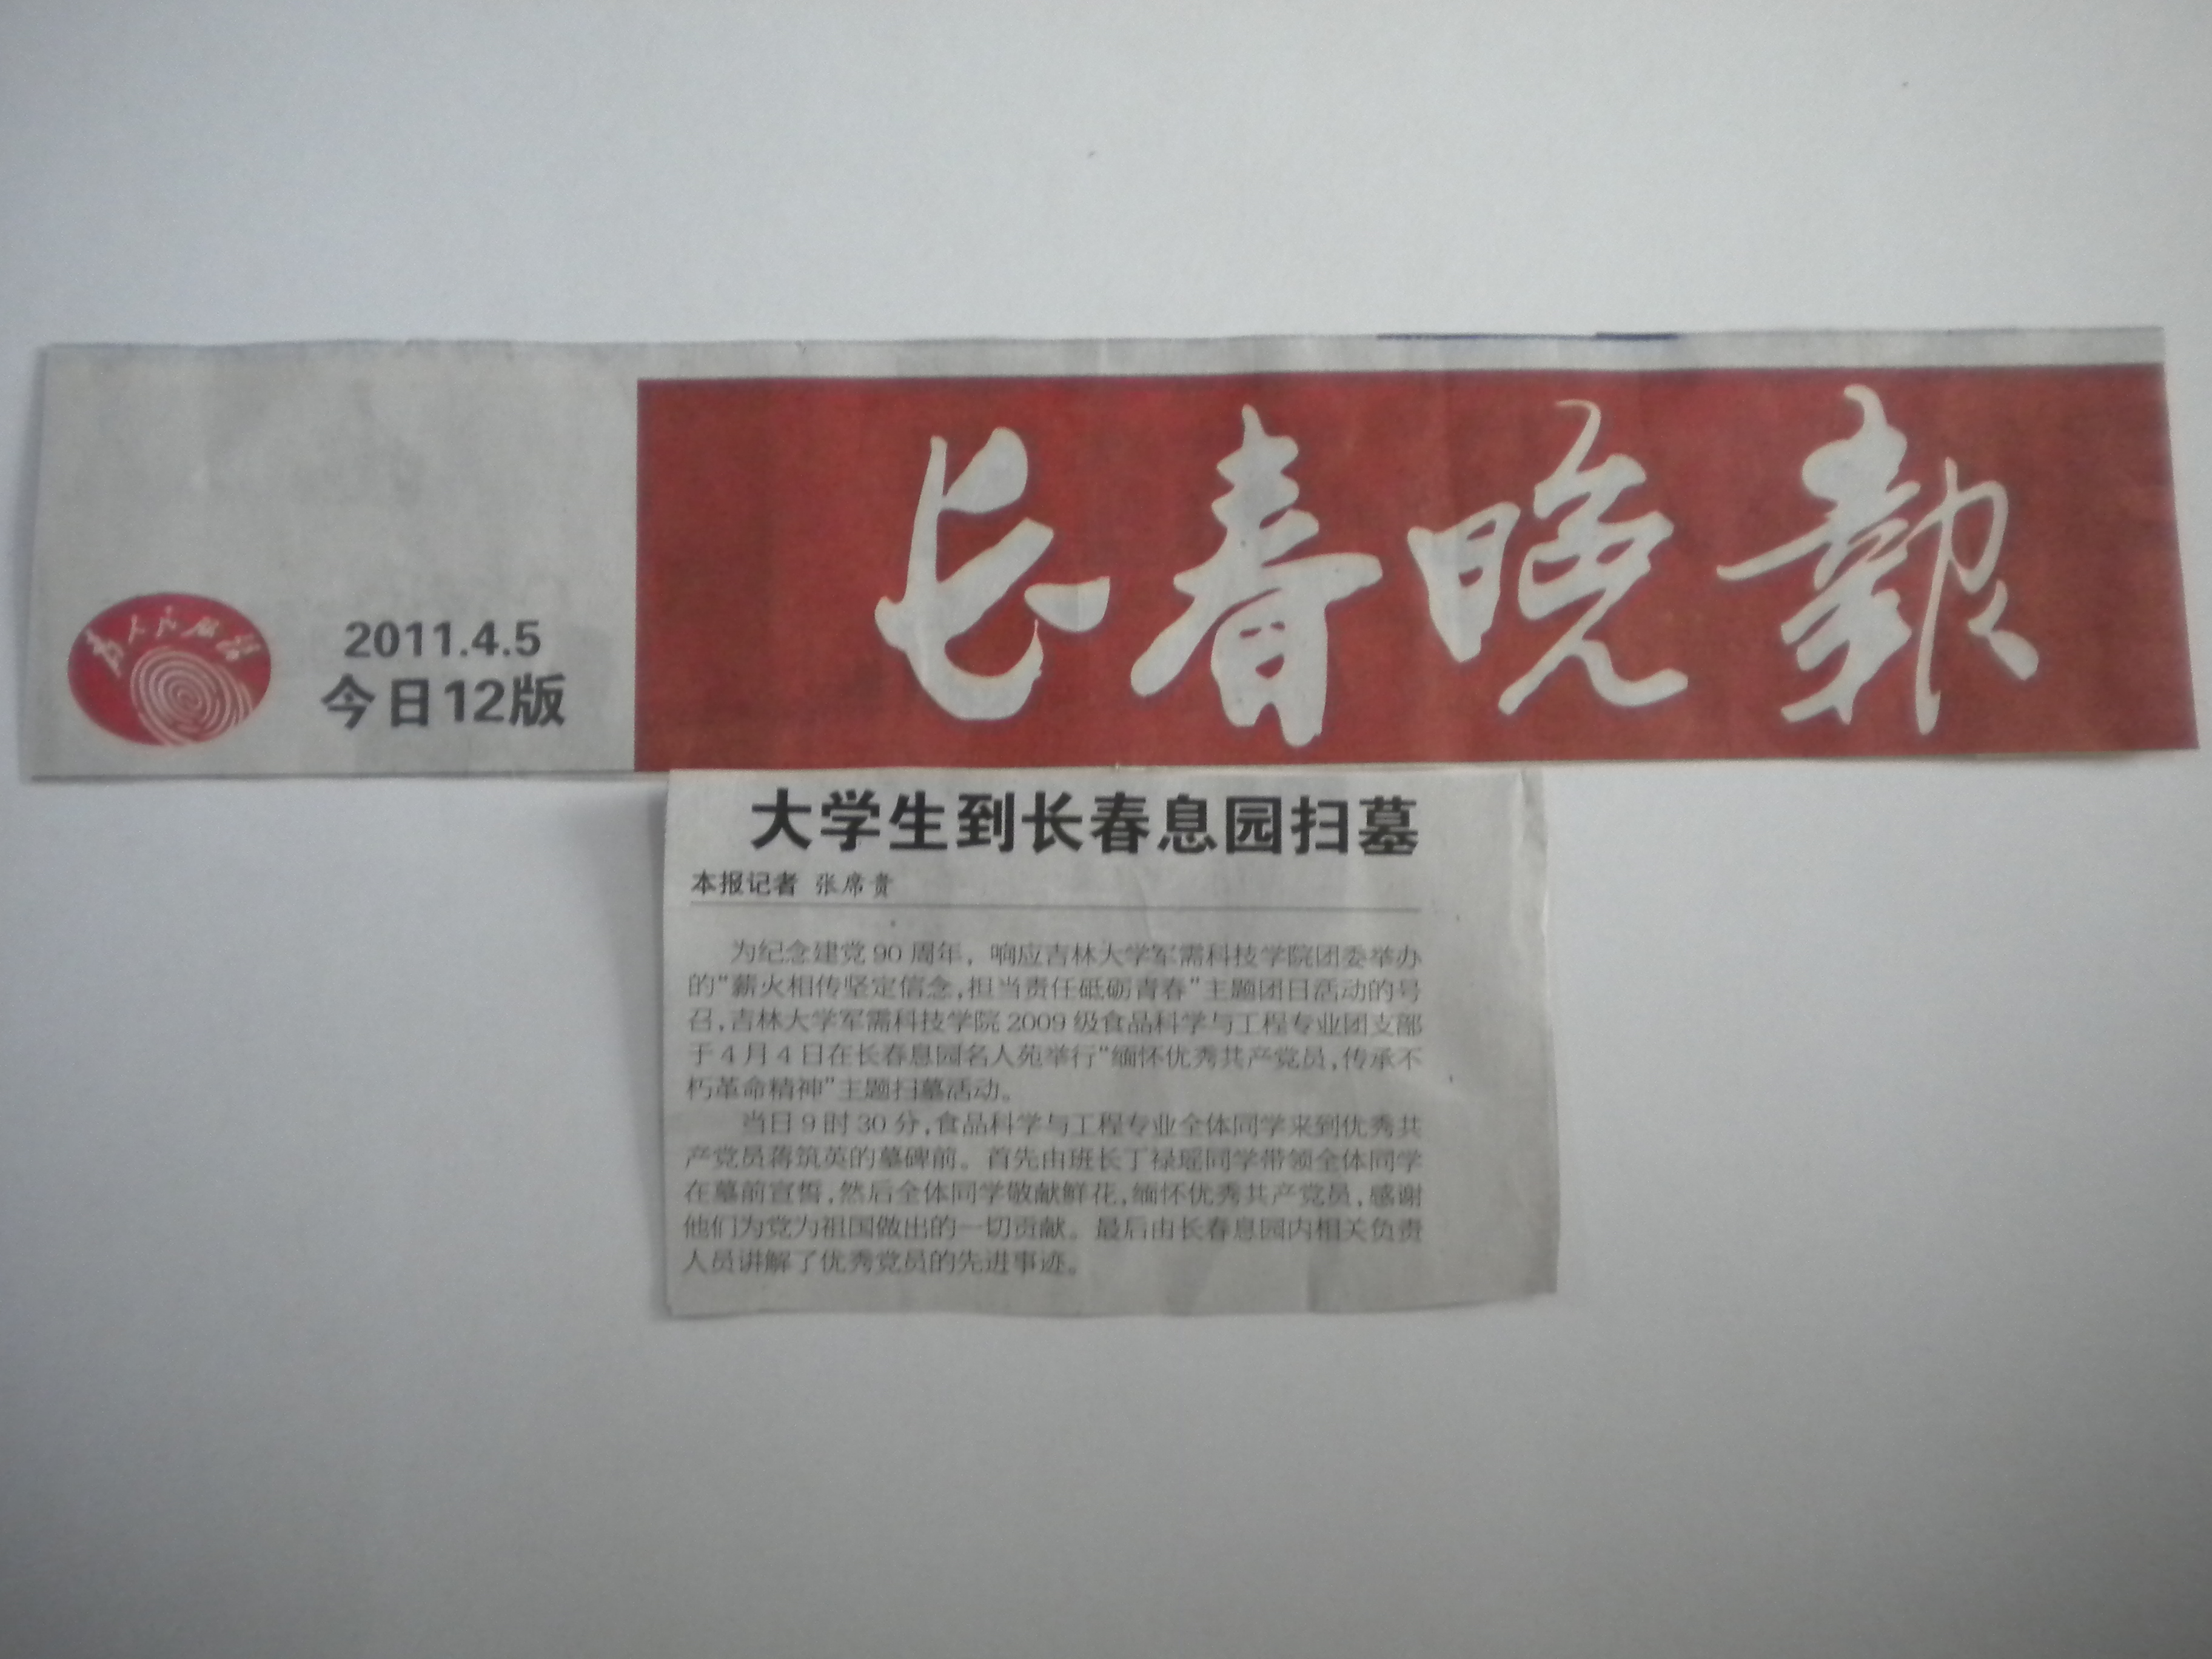 长春晚報
2011.4.5
今日12版
大学生到长春息园扫墓
本报记者 张席贵
为纪念建党90周年，响应吉林大学军需科技学院团委举办
的“薪火相传坚定信念，担当责任砥砺青春”主题团日活动的号
召，吉林大学军需科技学院2009级食品科学与工程专业团支部
于4月4日在长春息园名人苑举行“缅怀优秀共产党员，传承不
朽革命精神”主题扫墓活动。
当日9时30分，食品科学与工程专业全体同学来到优秀共
产党员蒋筑英的墓碑前。首先由班长丁禄瑶同学带领全体同学
在墓前宣誓，然后全体同学敬献鲜花，缅怀优秀共产党员，感谢
他们为党为祖国做出的一切贡献。最后由长春息园内相关负责
人员讲解了优秀党员的先进事迹。